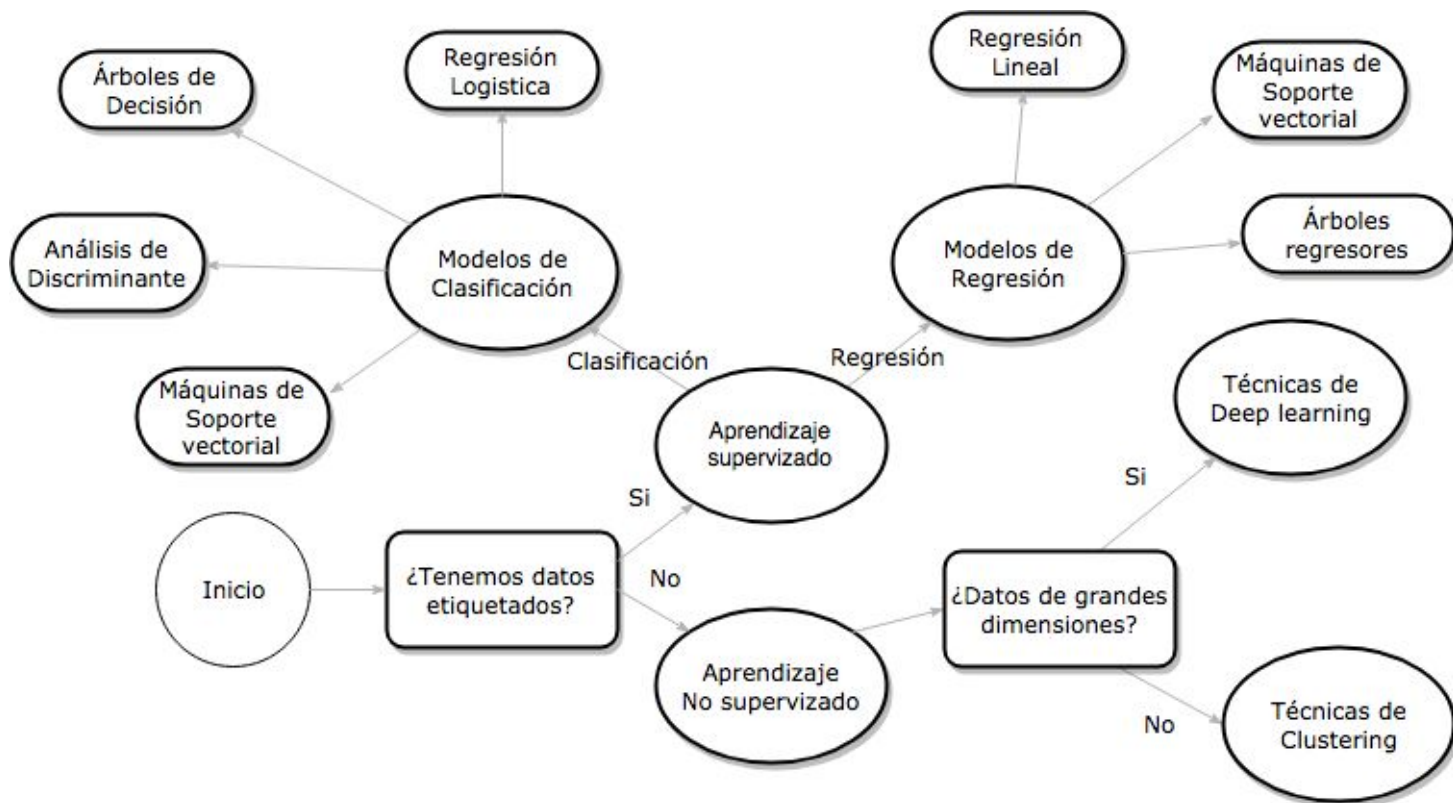 Árboles de
Decisión
Regresión
Logistica
Regresión
Lineal
Máquinas de
Soporte
vectorial
Análisis de
Discriminante
Modelos de
Clasificación
Modelos de
Regresión
Árboles
regresores
Clasificación
Regresión
Máquinas de
Soporte
vectorial
Aprendizaje
supervizado
Técnicas de
Deep learning
Si
Si
Inicio
¿Tenemos datos
etiquetados?
No
¿Datos de grandes
dimensiones?
Aprendizaje
No supervizado
No
Técnicas de
Clustering